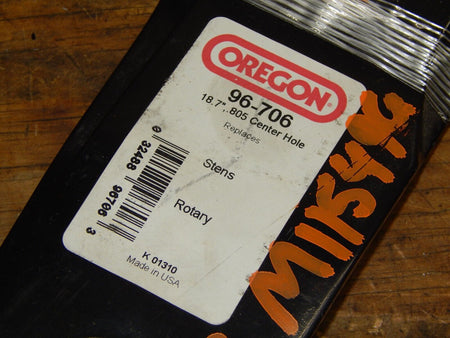 OREGON
96-706
18.7", .805 Center Hole
Replaces
Stens
Rotary
0 32488 96706 3
K 01310
Made in USA